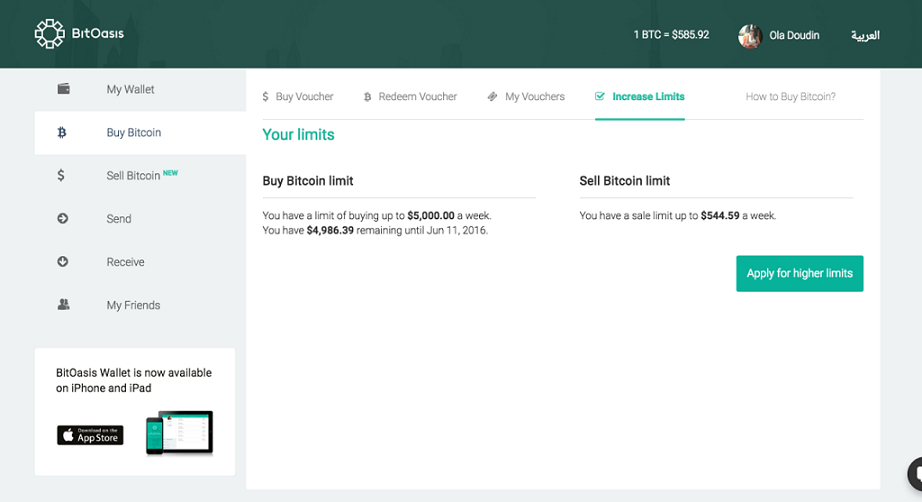 BitOasis
1 BTC = $585.92
Ola Doudin
العربية
My Wallet
Buy Bitcoin
Sell Bitcoin NEW
Send
Receive
My Friends
BitOasis Wallet is now available
on iPhone and iPad
Download on the
App Store
$ Buy Voucher
Redeem Voucher
My Vouchers
Increase Limits
How to Buy Bitcoin?
Your limits
Buy Bitcoin limit
You have a limit of buying up to $5,000.00 a week.
You have $4,986.39 remaining until Jun 11, 2016.
Sell Bitcoin limit
You have a sale limit up to $544.59 a week.
Apply for higher limits